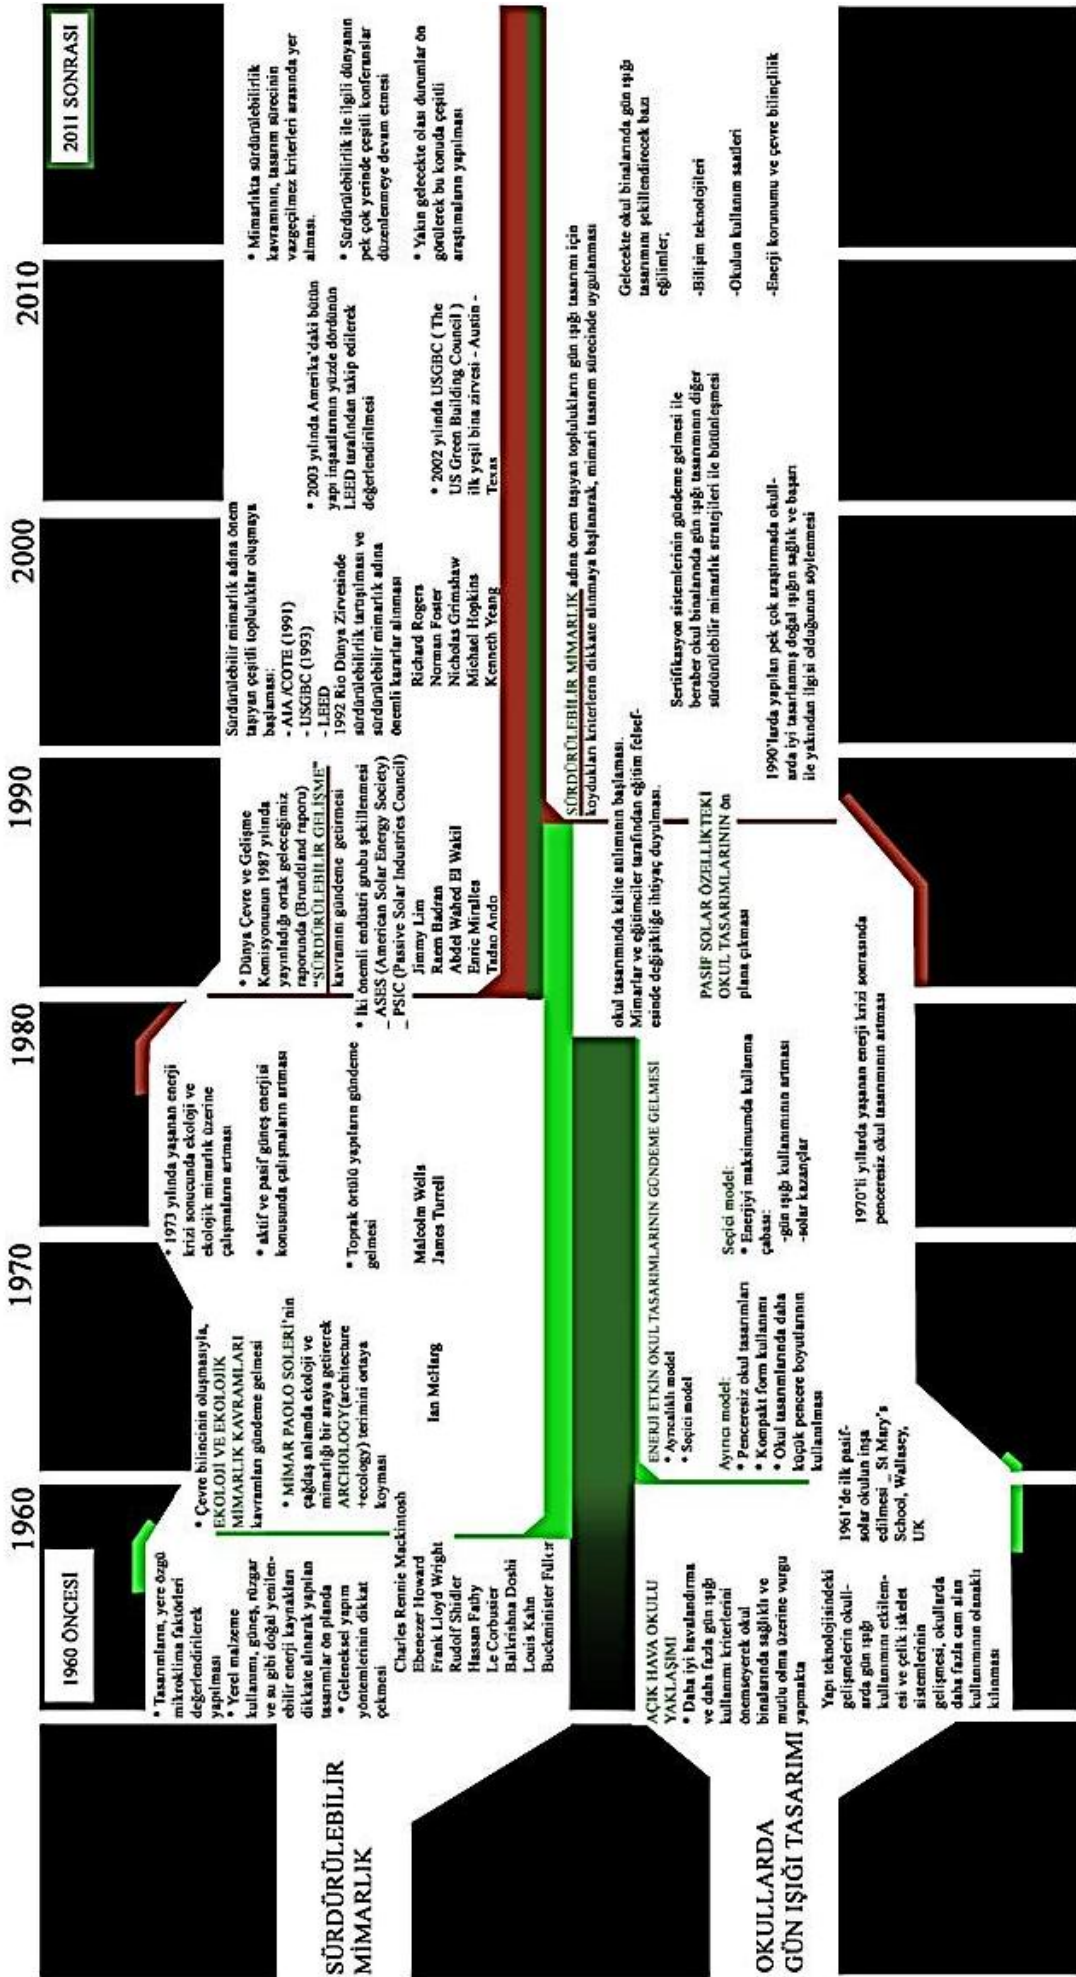 1960 ÖNCESİ
1960
1970
1980
1990
2000
2010
2011 SONRASI
SÜRDÜRÜLEBİLİR
MİMARLIK
* Tasarımların, yere özgü
mikroklima faktörleri
değerlendirilerek
yapılması
* Yerel malzeme
kullanımı, güneş, rüzgar
ve su gibi doğal yenilen-
ebilir enerji kaynakları
dikkate alınarak yapılan
tasarımlar ön planda
* Geleneksel yapım
yöntemlerinin dikkat
çekmesi
Charles Rennie Mackintosh
Ebenezer Howard
Frank Lloyd Wright
Rudolf Shidler
Hassan Fathy
Le Corbusier
Balkrishna Doshi
Louis Kahn
Buckminister Fuller
* Çevre bilincinin oluşmasıyla,
EKOLOJİ VE EKOLOJİK
MİMARLIK KAVRAMLARI
kavramları gündeme gelmesi
* MİMAR PAOLO SOLERİ'nin
çağdaş anlamda ekoloji ve
mimarlığı bir araya getirerek
ARCHOLOGY(architecture
+ecology) terimini ortaya
koyması
Ian McHarg
* 1973 yılında yaşanan enerji
krizi sonucunda ekoloji ve
ekolojik mimarlık üzerine
çalışmaların artması
* aktif ve pasif güneş enerjisi
konusunda çalışmaların artması
* Toprak örtülü yapıların gündeme
gelmesi
Malcolm Wells
James Turrell
* Dünya Çevre ve Gelişme
Komisyonunun 1987 yılında
yayınladığı ortak geleceğimiz
raporunda (Brundtland raporu)
"SÜRDÜRÜLEBİLİR GELİŞME"
kavramını gündeme getirmesi
* İki önemli endüstri grubu şekillenmesi
_ ASES (American Solar Energy Society)
_ PSIC (Passive Solar Industries Council)
Jimmy Lim
Raem Badran
Abdel Wahed El Wakil
Enric Miralles
Tadao Ando
Sürdürülebilir mimarlık adına önem
taşıyan çeşitli topluluklar oluşmaya
başlaması:
- AIA /COTE (1991)
- USGBC (1993)
- LEED
1992 Rio Dünya Zirvesinde
sürdürülebilirlik tartışılması ve
sürdürülebilir mimarlık adına
önemli kararlar alınması
Richard Rogers
Norman Foster
Nicholas Grimshaw
Michael Hopkins
Kenneth Yeang
* 2003 yılında Amerika'daki bütün
yapı inşaatlarının yüzde dördünün
LEED tarafından takip edilerek
değerlendirilmesi
* 2002 yılında USGBC ( The
US Green Building Council )
ilk yeşil bina zirvesi - Austin -
Texas
* Mimarlıkta sürdürülebilirlik
kavramının, tasarım sürecinin
vazgeçilmez kriterleri arasında yer
alması.
* Sürdürülebilirlik ile ilgili dünyanın
pek çok yerinde çeşitli konferanslar
düzenlenmeye devam etmesi
* Yakın gelecekte olası durumlar ön
görülerek bu konuda çeşitli
araştırmaların yapılması
OKULLARDA
GÜN IŞIĞI TASARIMI
AÇIK HAVA OKULU
YAKLAŞIMI
* Daha iyi havalandırma
ve daha fazla gün ışığı
kullanımı kriterlerini
önemseyerek okul
binalarında sağlıklı ve
mutlu olma üzerine vurgu
yapmakta
Yapı teknolojisindeki
gelişmelerin okull-
arda gün ışığı
kullanımını etkilem-
esi ve çelik iskelet
sistemlerinin
gelişmesi, okullarda
daha fazla cam alan
kullanımının olanaklı
kılınması
ENERJİ ETKİN OKUL TASARIMLARININ GÜNDEME GELMESİ
* Ayrıcalıklı model
* Seçici model
Ayırıcı model:
* Penceresiz okul tasarımları
* Kompakt form kullanımı
* Okul tasarımlarında daha
küçük pencere boyutlarının
kullanılması
Seçici model:
* Enerjiyi maksimumda kullanma
çabası:
-gün ışığı kullanımının artması
-solar kazançlar
1961'de ilk pasif-
solar okulun inşa
edilmesi _ St Mary's
School, Wallasey,
UK
1970'li yıllarda yaşanan enerji krizi sonrasında
penceresiz okul tasarımının artması
okul tasarımında kalite atılımının başlaması.
Mimarlar ve eğitimciler tarafından eğitim felsef-
esinde değişikliğe ihtiyaç duyulması.
PASİF SOLAR ÖZELLİKTEKİ
OKUL TASARIMLARININ ön
plana çıkması
SÜRDÜRÜLEBİLİR MİMARLIK adına önem taşıyan toplulukların gün ışığı tasarımı için
koydukları kriterlerin dikkate alınmaya başlanarak, mimari tasarım sürecinde uygulanması
Sertifikasyon sistemlerinin gündeme gelmesi ile
beraber okul binalarında gün ışığı tasarımının diğer
sürdürülebilir mimarlık stratejileri ile bütünleşmesi
1990'larda yapılan pek çok araştırmada okull-
arda iyi tasarlanmış doğal ışığın sağlık ve başarı
ile yakından ilgisi olduğunun söylenmesi
Gelecekte okul binalarında gün ışığı
tasarımını şekillendirecek bazı
eğilimler;
-Bilişim teknolojileri
-Okulun kullanım saatleri
-Enerji korunumu ve çevre bilinçlilik